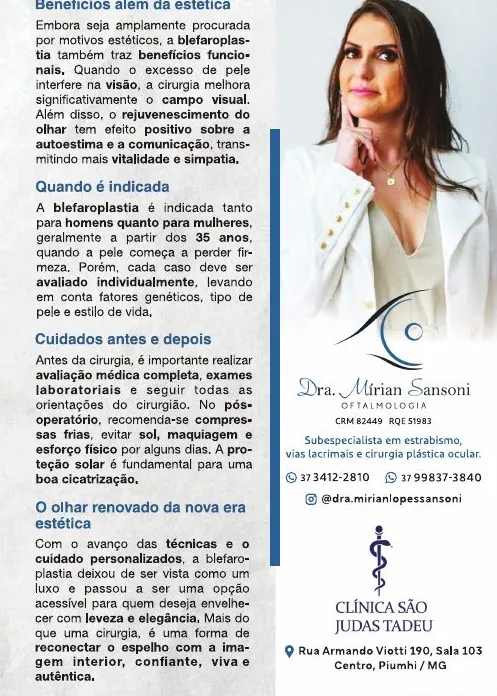 Benefícios além da estética
Embora seja amplamente procurada
por motivos estéticos, a blefaroplas-
tia também traz benefícios funcio-
nais. Quando o excesso de pele
interfere na visão, a cirurgia melhora
significativamente o campo visual.
Além disso, o rejuvenescimento do
olhar tem efeito positivo sobre a
autoestima e a comunicação, trans-
mitindo mais vitalidade e simpatia.
Quando é indicada
A blefaroplastia é indicada tanto
para homens quanto para mulheres,
geralmente a partir dos 35 anos,
quando a pele começa a perder fir-
meza. Porém, cada caso deve ser
avaliado individualmente, levando
em conta fatores genéticos, tipo de
pele e estilo de vida.
Cuidados antes e depois
Antes da cirurgia, é importante realizar
avaliação médica completa, exames
laboratoriais e seguir todas as
orientações do cirurgião. No pós-
operatório, recomenda-se compres-
sas frias, evitar sol, maquiagem e
esforço físico por alguns dias. A pro-
teção solar é fundamental para uma
boa cicatrização.
O olhar renovado da nova era
estética
Com o avanço das técnicas e o
cuidado personalizados, a blefaro-
plastia deixou de ser vista como um
luxo e passou a ser uma opção
acessível para quem deseja envelhe-
cer com leveza e elegância. Mais do
que uma cirurgia, é uma forma de
reconectar o espelho com a ima-
gem interior, confiante, viva e
autêntica.
Dra. Mírian Sansoni
OFTALMOLOGIA
CRM 82449 RQE 51983
Subespecialista em estrabismo,
vias lacrimais e cirurgia plástica ocular.
37 3412-2810 37 99837-3840
@dra.mirianlopessansoni
CLÍNICA SÃO
JUDAS TADEU
Rua Armando Viotti 190, Sala 103
Centro, Piumhi / MG